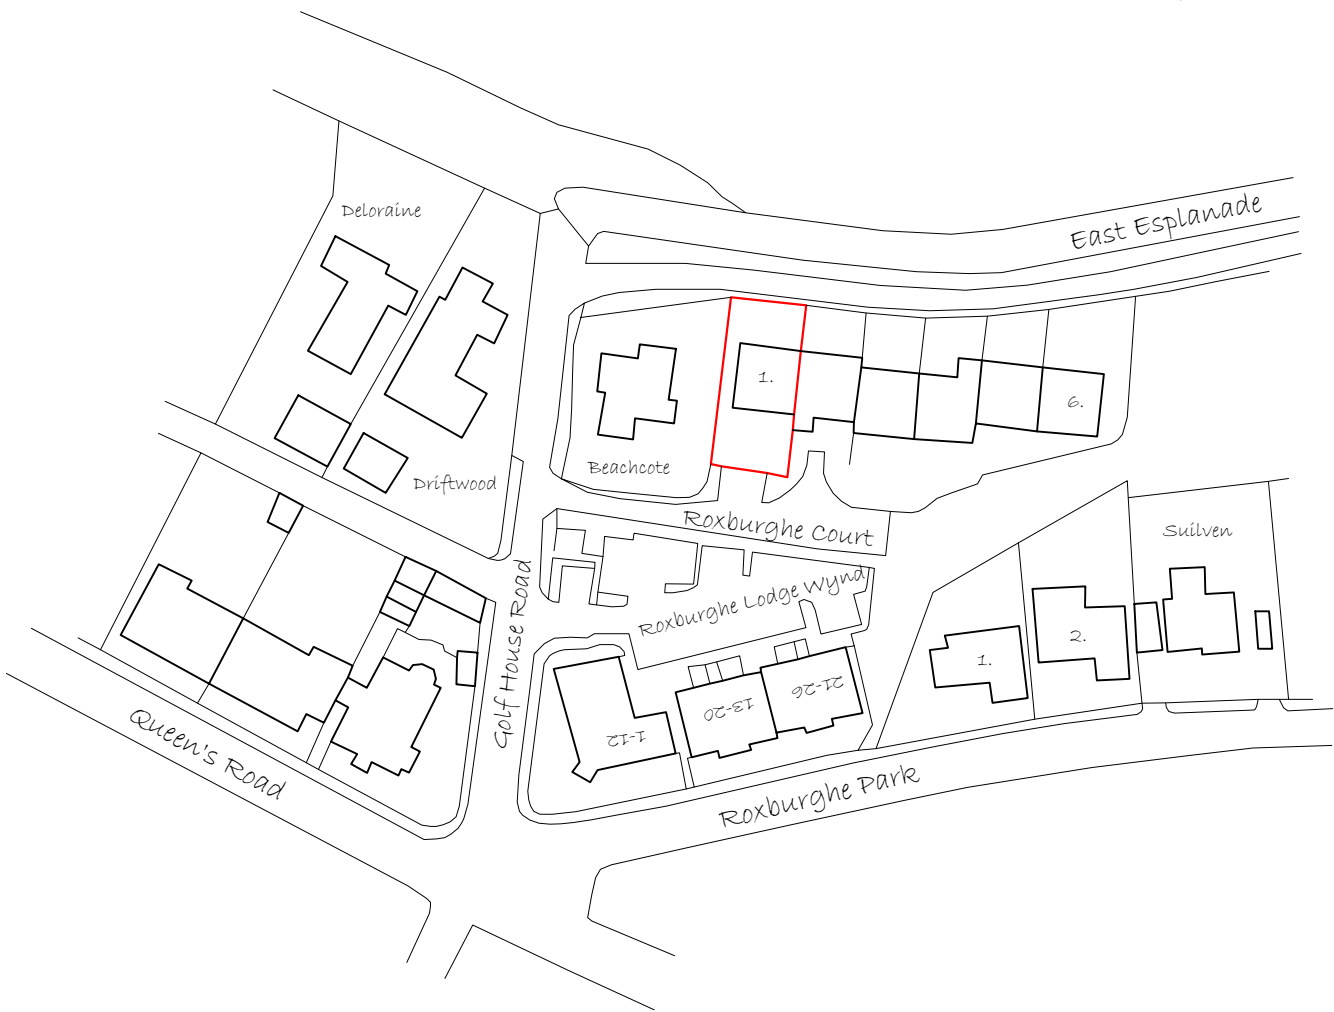 Deloraine
East Esplanade
1.
6.
Beachcote
Driftwood
Roxburghe Court
Suilven
Roxburghe Lodge Wynd
Golf House Road
1.
2.
21-26
13-20
1-12
Queen's Road
Roxburghe Park